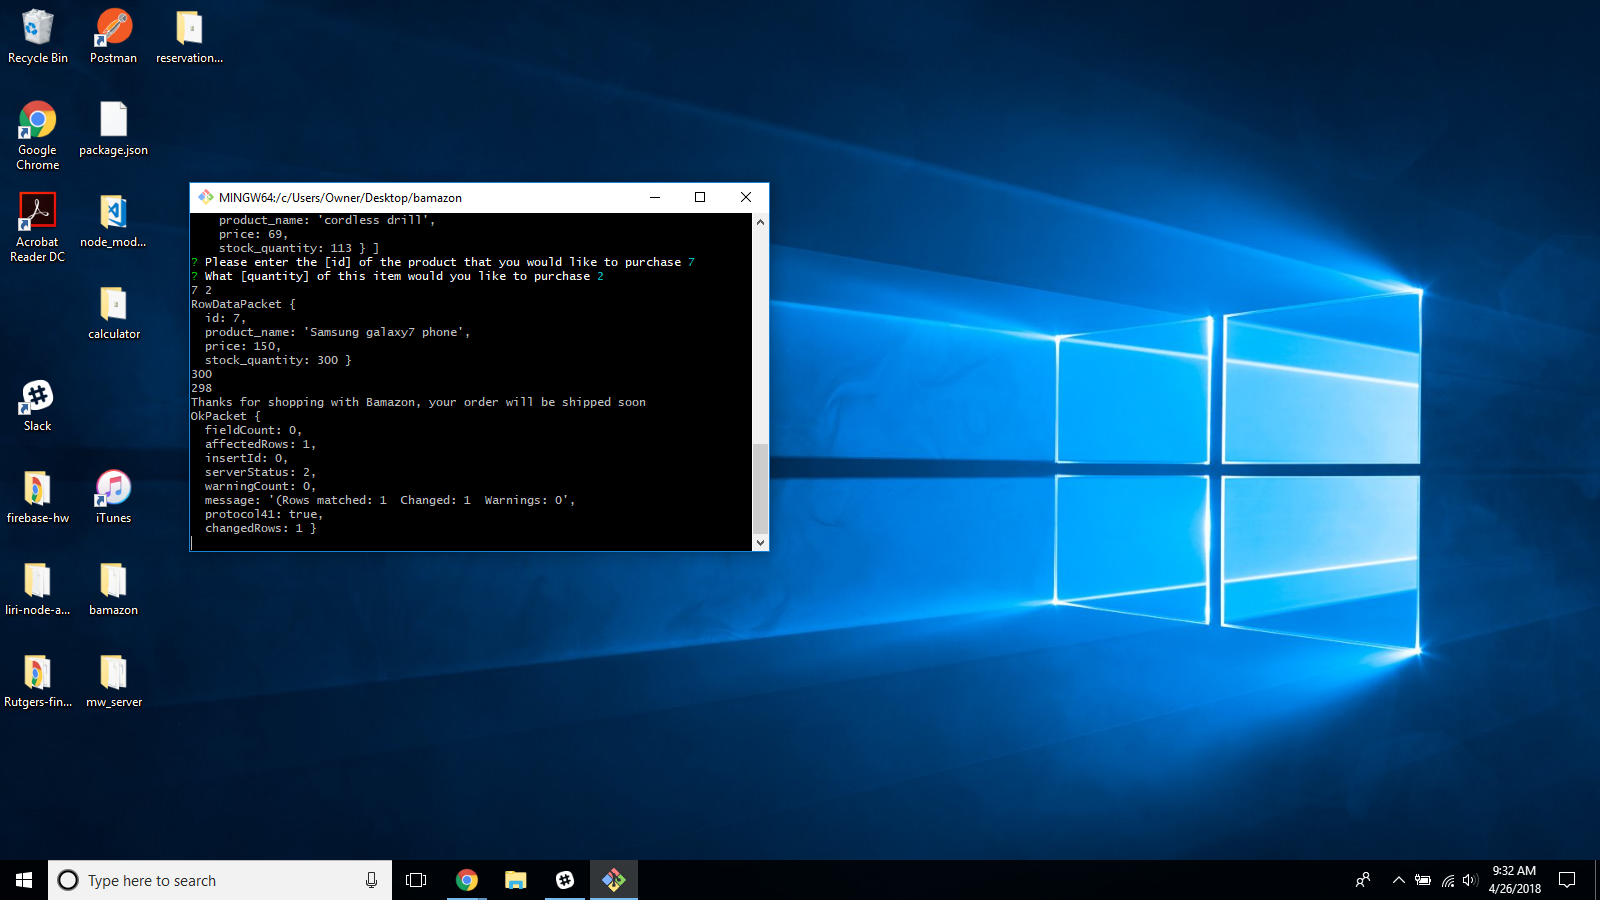 Recycle Bin
Postman
reservation...
Google
Chrome
package.json
Acrobat
Reader DC
node_mod...
calculator
Slack
firebase-hw
iTunes
liri-node-a...
bamazon
Rutgers-fin...
mw_server
MINGW64:/c/Users/Owner/Desktop/bamazon
product_name: 'cordless drill',
price: 69,
stock_quantity: 113 } ]
? Please enter the [id] of the product that you would like to purchase 7
? What [quantity] of this item would you like to purchase 2
7 2
RowDataPacket {
id: 7,
product_name: 'Samsung galaxy7 phone',
price: 150,
stock_quantity: 300 }
300
298
Thanks for shopping with Bamazon, your order will be shipped soon
OkPacket {
fieldCount: 0,
affectedRows: 1,
insertId: 0,
serverStatus: 2,
warningCount: 0,
message: '(Rows matched: 1  Changed: 1  Warnings: 0',
protocol41: true,
changedRows: 1 }
Type here to search
9:32 AM
4/26/2018